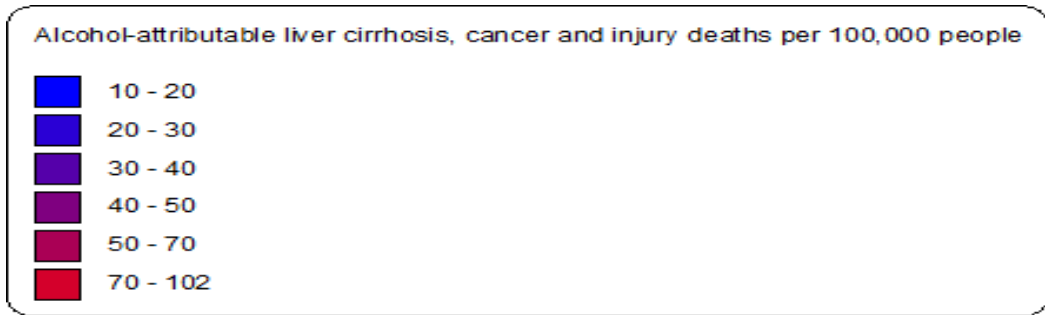 Alcohol-attributable liver cirrhosis, cancer and injury deaths per 100,000 people
10 - 20
20 - 30
30 - 40
40 - 50
50 - 70
70 - 102